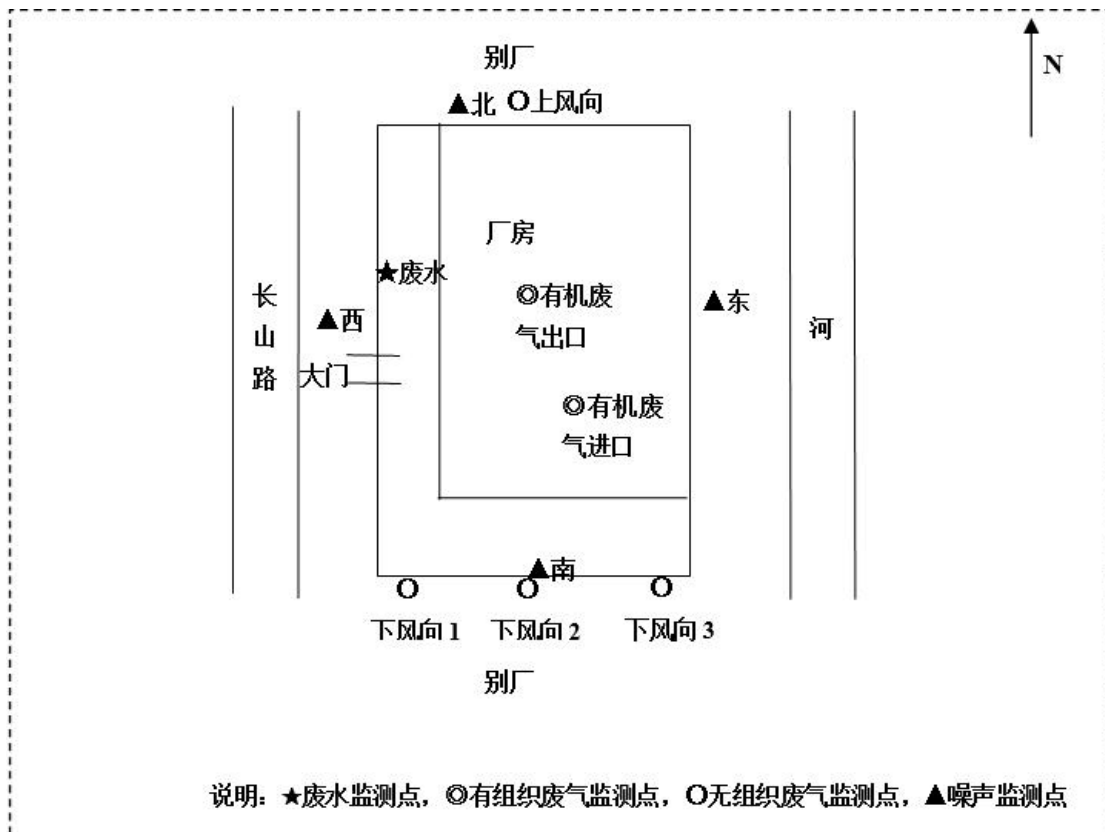 别厂
N
▲北 O上风向
厂房
★废水
◎有机废
气出口
▲东
长
山
路
▲西
河
大门
◎有机废
气进口
▲南
O O O
下风向 1 下风向 2 下风向 3
别厂
说明：★废水监测点，◎有组织废气监测点，O无组织废气监测点，▲噪声监测点